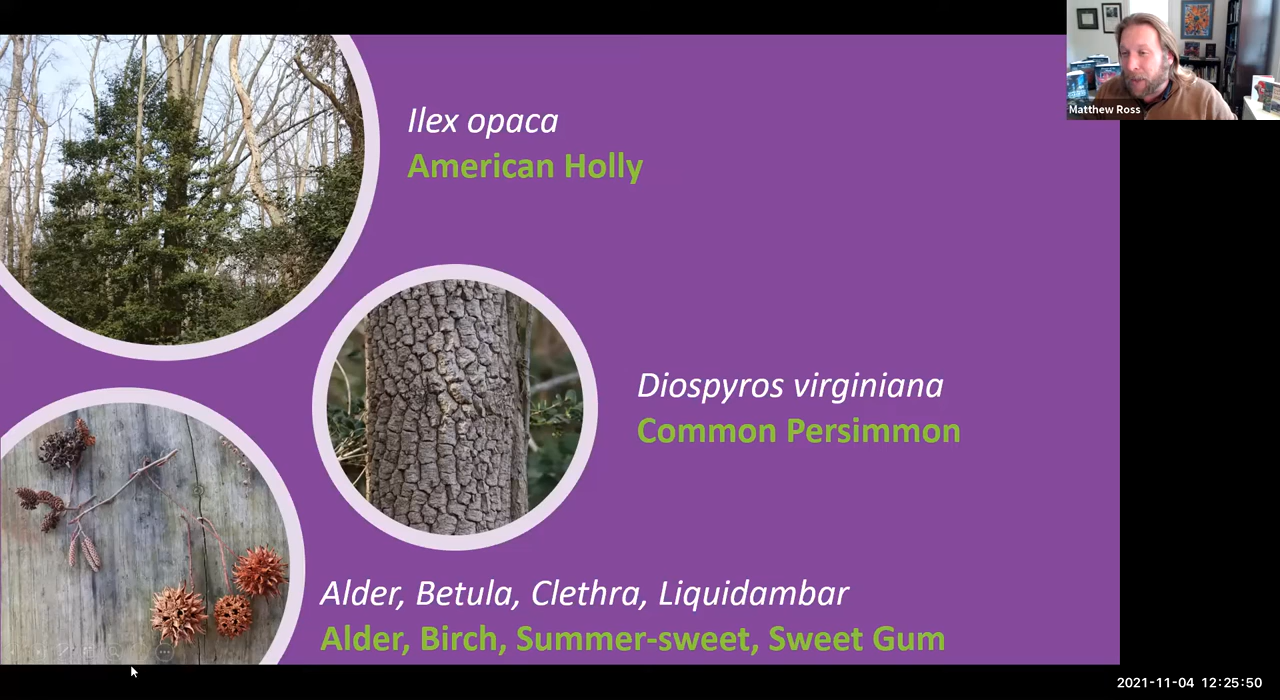 Ilex opaca
American Holly
Matthew Ross
Diospyros virginiana
Common Persimmon
Alder, Betula, Clethra, Liquidambar
Alder, Birch, Summer-sweet, Sweet Gum
2021-11-04 12:25:50